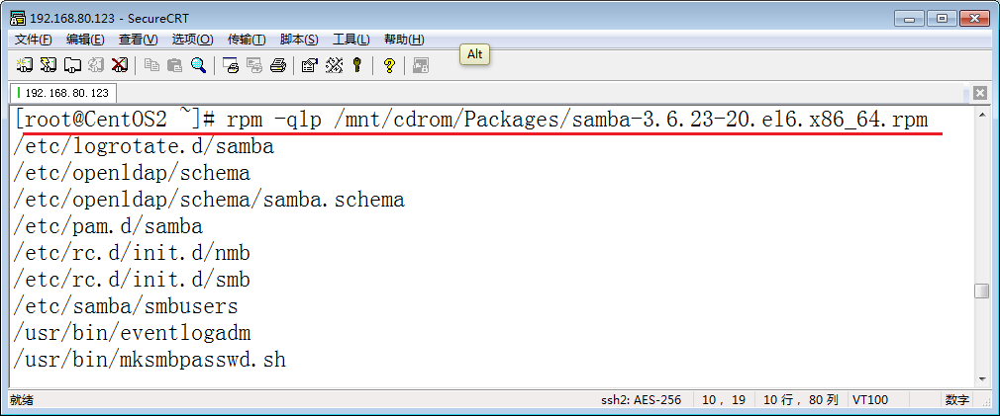 192.168.80.123 - SecureCRT
文件(F) 编辑(E) 查看(V) 选项(O) 传输(T) 脚本(S) 工具(L) 帮助(H)
Alt
192.168.80.123
[root@CentOS2 ~]# rpm -qlp /mnt/cdrom/Packages/samba-3.6.23-20.el6.x86_64.rpm
/etc/logrotate.d/samba
/etc/openldap/schema
/etc/openldap/schema/samba.schema
/etc/pam.d/samba
/etc/rc.d/init.d/nmb
/etc/rc.d/init.d/smb
/etc/samba/smbusers
/usr/bin/eventlogadm
/usr/bin/mksmbpasswd.sh
就绪 ssh2: AES-256 10, 19 10 行, 80 列 VT100 数字